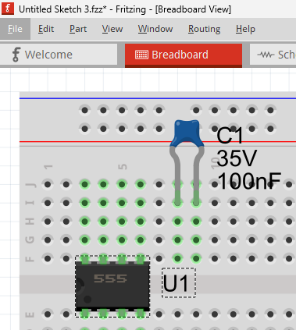 Untitled Sketch 3.fzz* - Fritzing - [Breadboard View]
File Edit Part View Window Routing Help
Welcome Breadboard Sch
C1
35V
100nF
1 5
J
I
H
G
F
555
U1
E